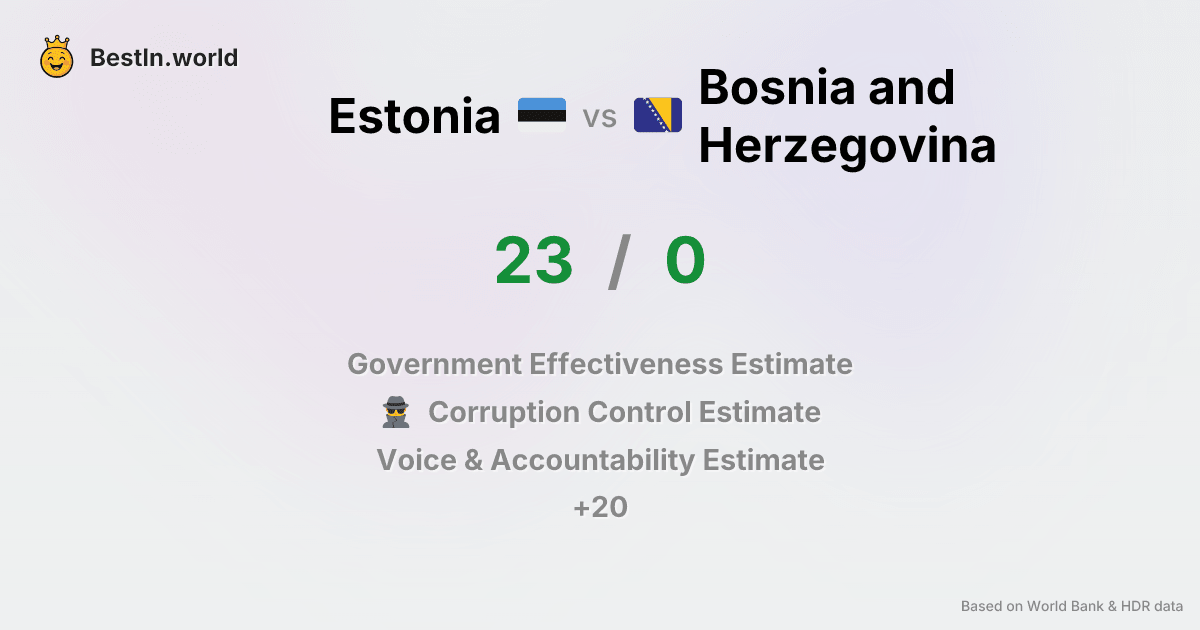 BestIn.world
Estonia vs Bosnia and
Herzegovina
23 / 0
Government Effectiveness Estimate
Corruption Control Estimate
Voice & Accountability Estimate
+20
Based on World Bank & HDR data